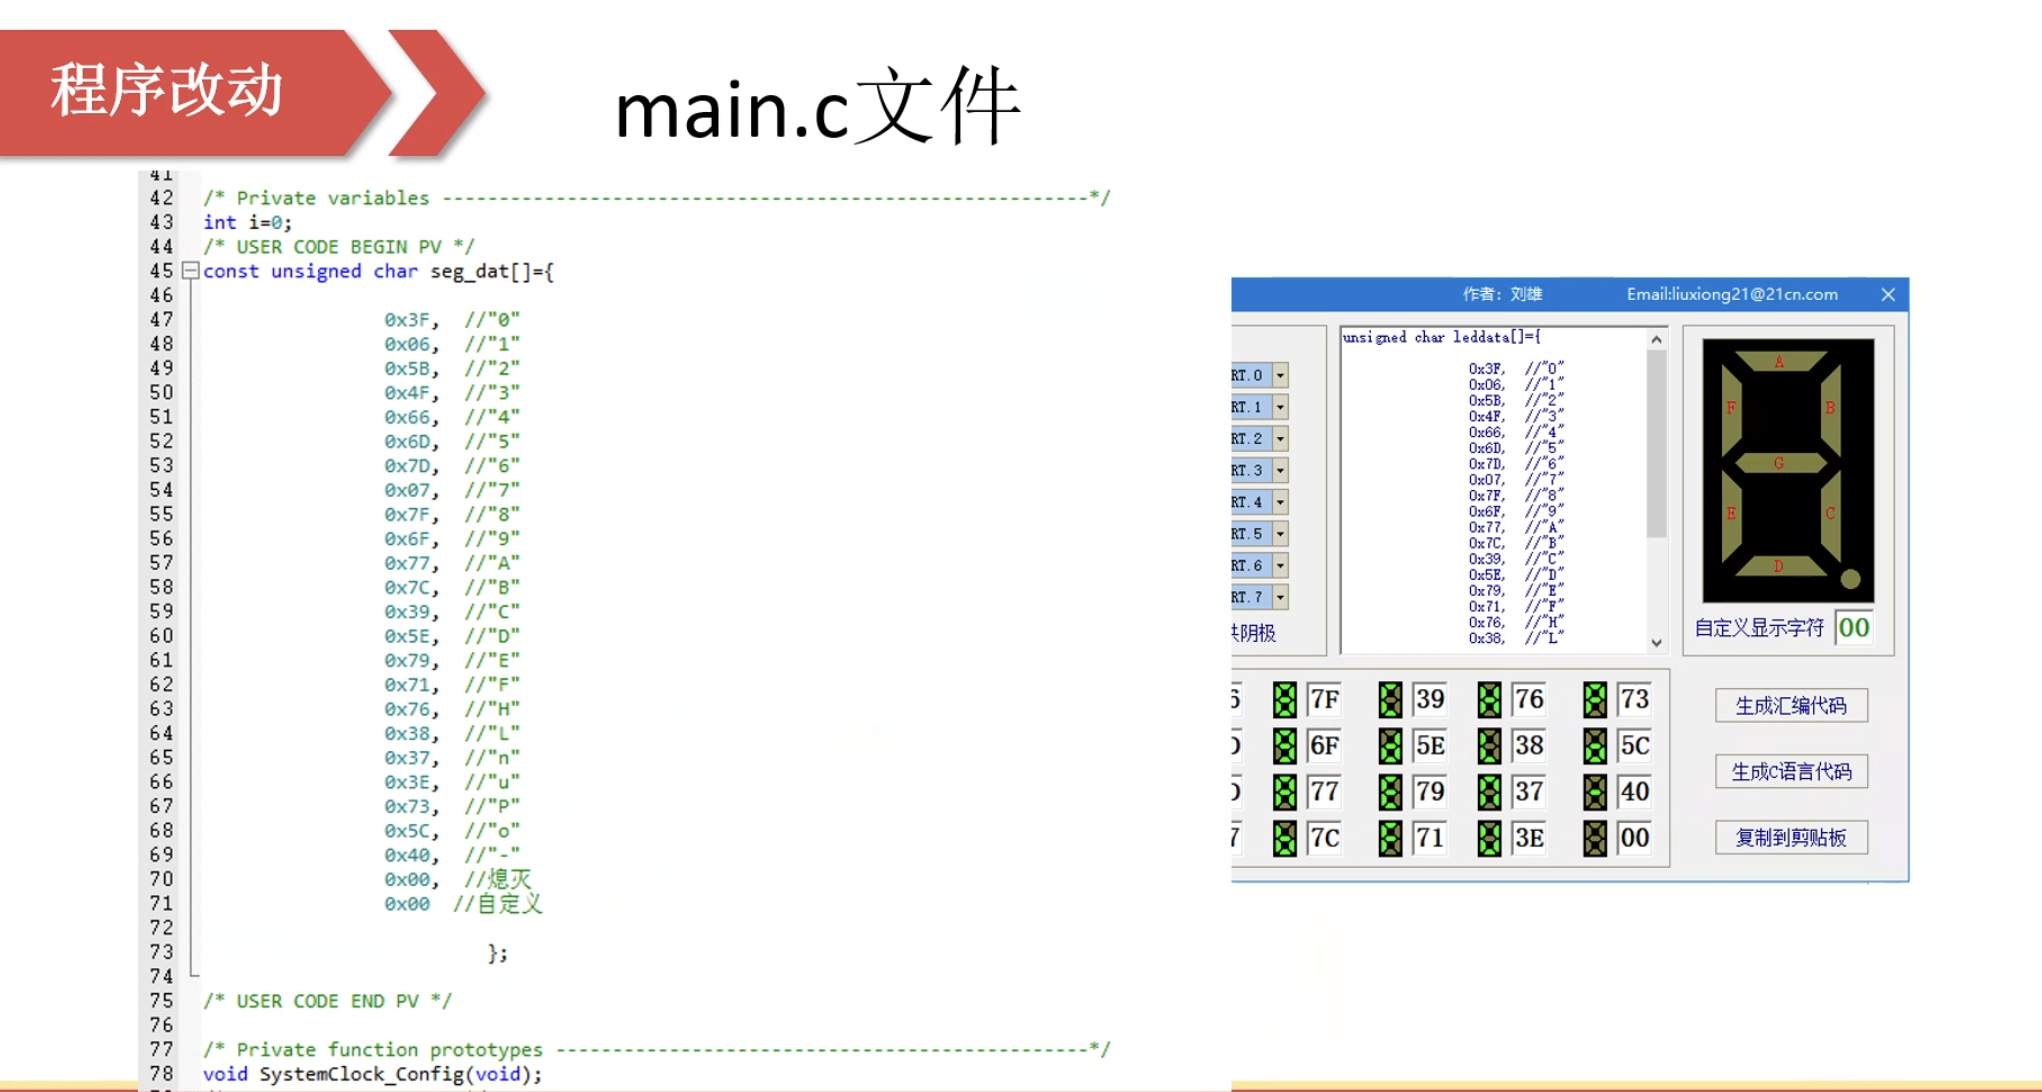 程序改动
main.c文件
41
42 /* Private variables ---------------------------------------------------------*/
43 int i=0;
44 /* USER CODE BEGIN PV */
45 const unsigned char seg_dat[]={
46
47 0x3F, //"0"
48 0x06, //"1"
49 0x5B, //"2"
50 0x4F, //"3"
51 0x66, //"4"
52 0x6D, //"5"
53 0x7D, //"6"
54 0x07, //"7"
55 0x7F, //"8"
56 0x6F, //"9"
57 0x77, //"A"
58 0x7C, //"B"
59 0x39, //"C"
60 0x5E, //"D"
61 0x79, //"E"
62 0x71, //"F"
63 0x76, //"H"
64 0x38, //"L"
65 0x37, //"n"
66 0x3E, //"u"
67 0x73, //"P"
68 0x5C, //"o"
69 0x40, //"-"
70 0x00, //熄灭
71 0x00 //自定义
72
73 };
74
75 /* USER CODE END PV */
76
77 /* Private function prototypes -----------------------------------------------*/
78 void SystemClock_Config(void);
作者：刘雄 Email:liuxiong21@21cn.com
RT.0
RT.1
RT.2
RT.3
RT.4
RT.5
RT.6
RT.7
共阴极
unsigned char leddata[]={
0x3F, //"0"
0x06, //"1"
0x5B, //"2"
0x4F, //"3"
0x66, //"4"
0x6D, //"5"
0x7D, //"6"
0x07, //"7"
0x7F, //"8"
0x6F, //"9"
0x77, //"A"
0x7C, //"B"
0x39, //"C"
0x5E, //"D"
0x79, //"E"
0x71, //"F"
0x76, //"H"
0x38, //"L"
A
F B
G
E C
D
自定义显示字符 00
7F 39 76 73
6F 5E 38 5C
77 79 37 40
7C 71 3E 00
生成汇编代码
生成C语言代码
复制到剪贴板